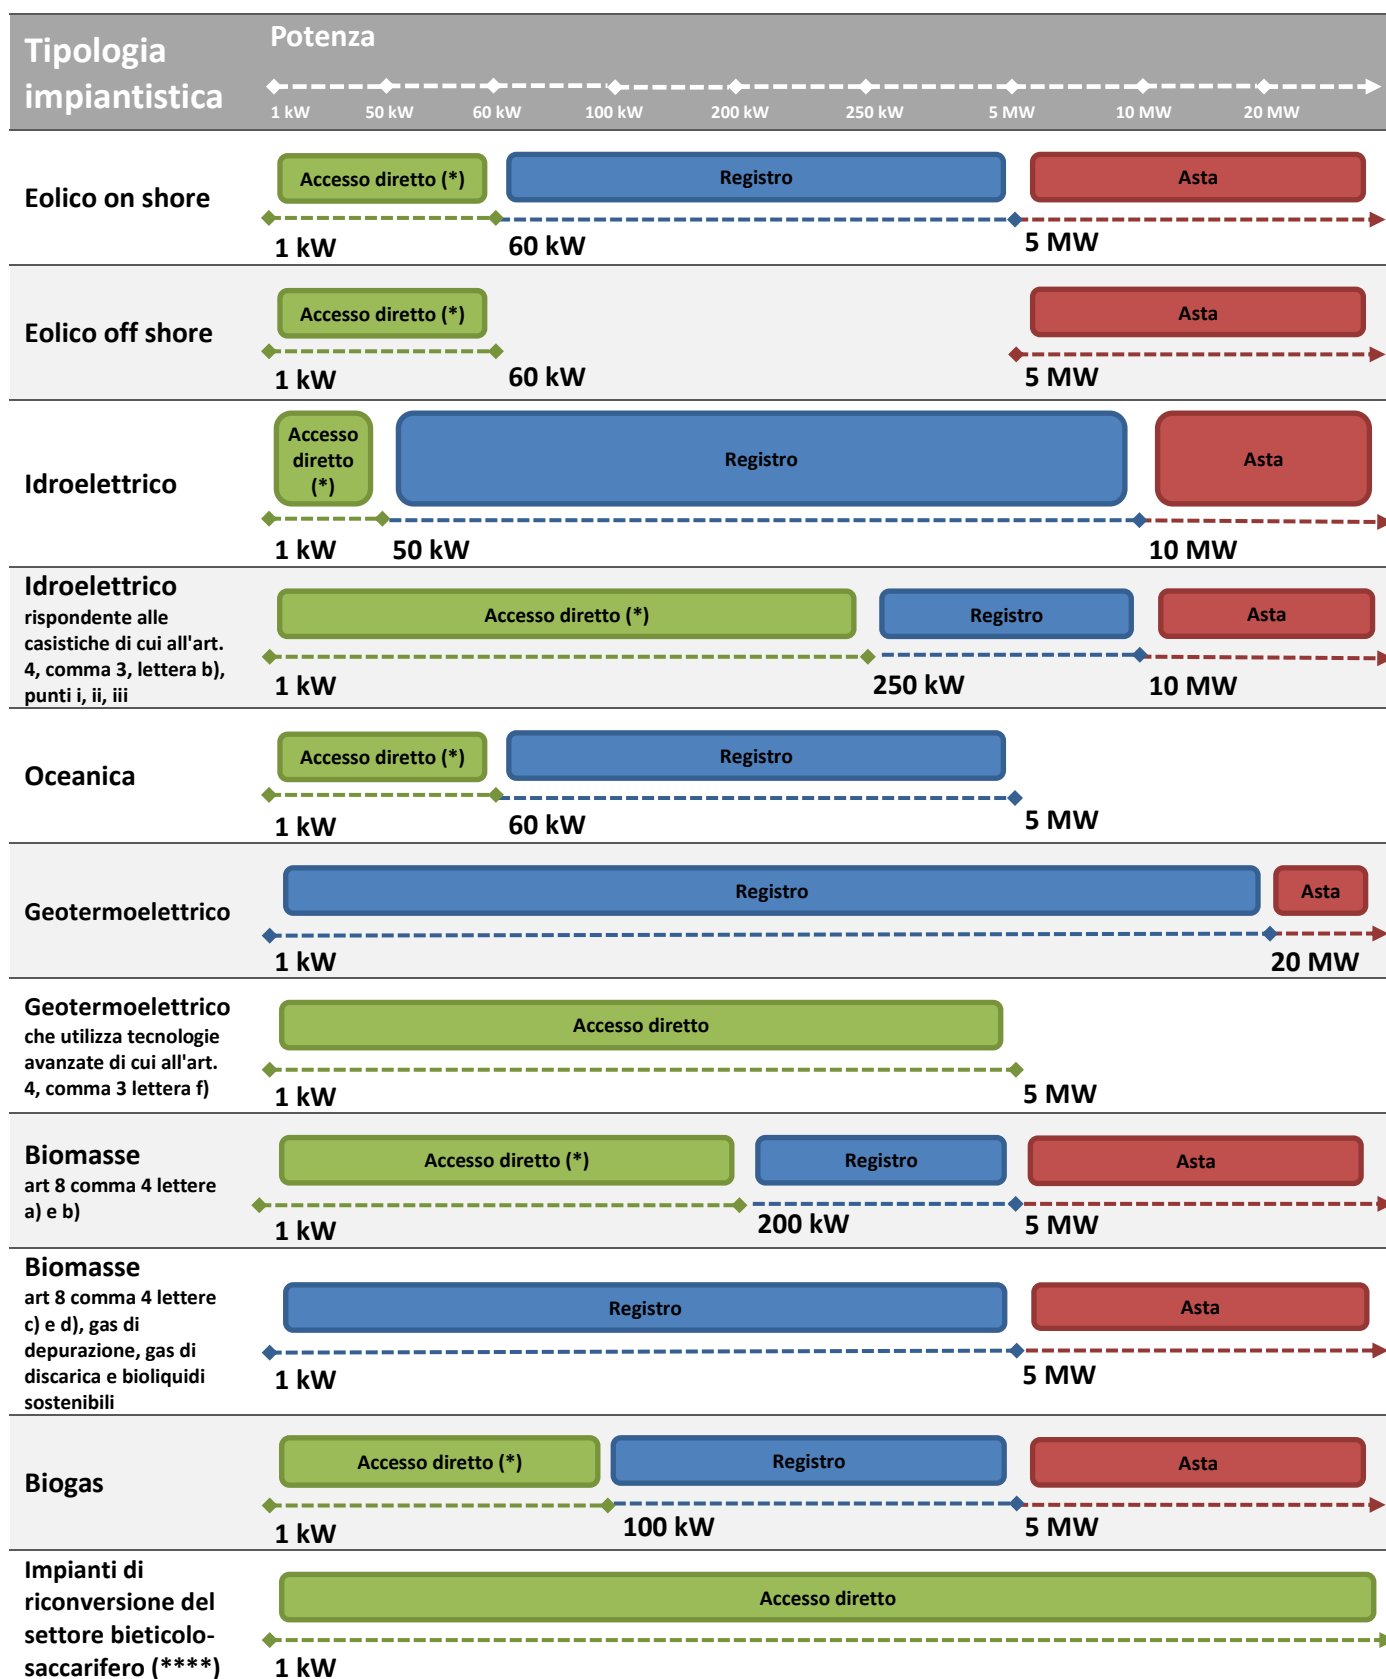 Tipologia
impiantistica
Potenza
1 kW 50 kW 60 kW 100 kW 200 kW 250 kW 5 MW 10 MW 20 MW
Eolico on shore
Accesso diretto (*) Registro Asta
1 kW 60 kW 5 MW
Eolico off shore
Accesso diretto (*) Asta
1 kW 60 kW 5 MW
Idroelettrico
Accesso
diretto
(*)
Registro Asta
1 kW 50 kW 10 MW
Idroelettrico
rispondente alle
casistiche di cui all'art.
4, comma 3, lettera b),
punti i, ii, iii
Accesso diretto (*) Registro Asta
1 kW 250 kW 10 MW
Oceanica
Accesso diretto (*) Registro
1 kW 60 kW 5 MW
Geotermoelettrico
Registro Asta
1 kW 20 MW
Geotermoelettrico
che utilizza tecnologie
avanzate di cui all'art.
4, comma 3 lettera f)
Accesso diretto
1 kW 5 MW
Biomasse
art 8 comma 4 lettere
a) e b)
Accesso diretto (*) Registro Asta
1 kW 200 kW 5 MW
Biomasse
art 8 comma 4 lettere
c) e d), gas di
depurazione, gas di
discarica e bioliquidi
sostenibili
Registro Asta
1 kW 5 MW
Biogas
Accesso diretto (*) Registro Asta
1 kW 100 kW 5 MW
Impianti di
riconversione del
settore bieticolo-
saccarifero (****)
Accesso diretto
1 kW